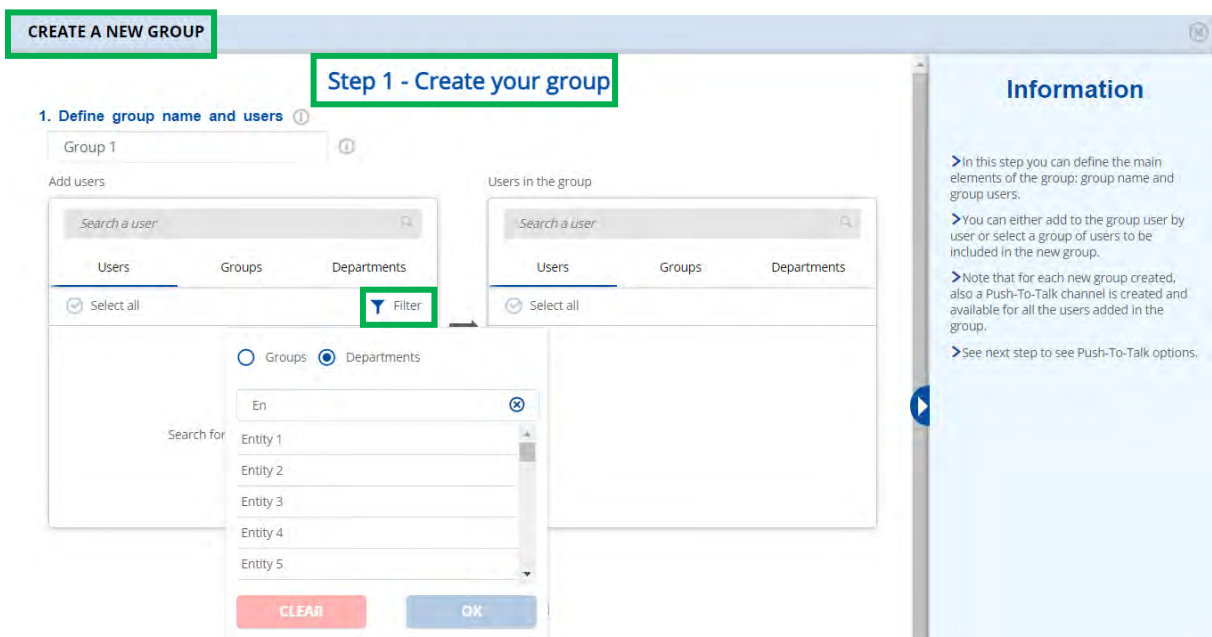 CREATE A NEW GROUP
Step 1 - Create your group
1. Define group name and users
Group 1
Add users
Users in the group
Search a user
Search a user
Users Groups Departments
Users Groups Departments
Select all Filter
Select all
Groups Departments
En
Search for
Entity 1
Entity 2
Entity 3
Entity 4
Entity 5
CLEAR OK
Information
In this step you can define the main
elements of the group: group name and
group users.
You can either add to the group user by
user or select a group of users to be
included in the new group.
Note that for each new group created,
also a Push-To-Talk channel is created and
available for all the users added in the
group.
See next step to see Push-To-Talk options.